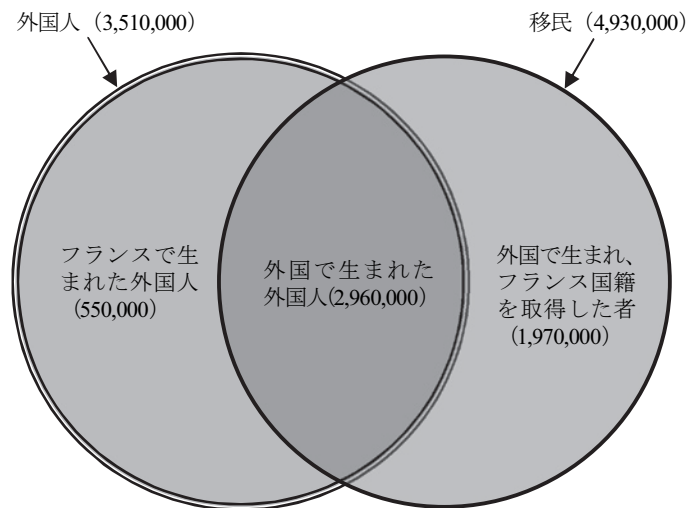 外国人（3,510,000）
移民（4,930,000）
フランスで生
まれた外国人
（550,000）
外国で生まれた
外国人（2,960,000）
外国で生まれ、
フランス国籍
を取得した者
（1,970,000）